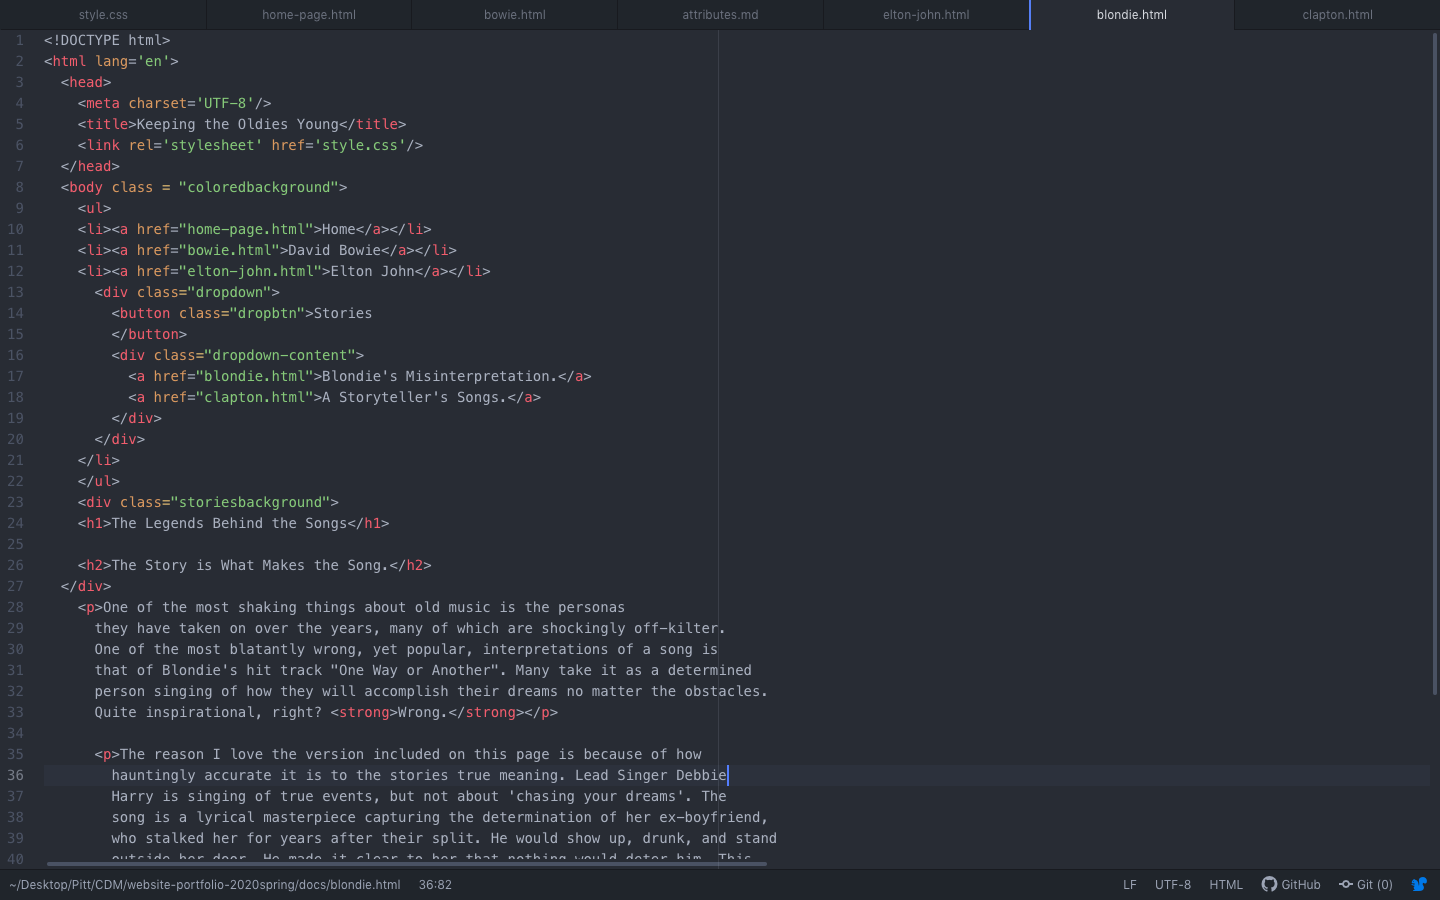 style.css home-page.html bowie.html attributes.md elton-john.html blondie.html clapton.html
1 <!DOCTYPE html>
2 <html lang='en'>
3 <head>
4 <meta charset='UTF-8'/>
5 <title>Keeping the Oldies Young</title>
6 <link rel='stylesheet' href='style.css'/>
7 </head>
8 <body class = "coloredbackground">
9 <ul>
10 <li><a href="home-page.html">Home</a></li>
11 <li><a href="bowie.html">David Bowie</a></li>
12 <li><a href="elton-john.html">Elton John</a></li>
13 <div class="dropdown">
14 <button class="dropbtn">Stories
15 </button>
16 <div class="dropdown-content">
17 <a href="blondie.html">Blondie's Misinterpretation.</a>
18 <a href="clapton.html">A Storyteller's Songs.</a>
19 </div>
20 </div>
21 </li>
22 </ul>
23 <div class="storiesbackground">
24 <h1>The Legends Behind the Songs</h1>
25
26 <h2>The Story is What Makes the Song.</h2>
27 </div>
28 <p>One of the most shaking things about old music is the personas
29 they have taken on over the years, many of which are shockingly off-kilter.
30 One of the most blatantly wrong, yet popular, interpretations of a song is
31 that of Blondie's hit track "One Way or Another". Many take it as a determined
32 person singing of how they will accomplish their dreams no matter the obstacles.
33 Quite inspirational, right? <strong>Wrong.</strong></p>
34
35 <p>The reason I love the version included on this page is because of how
36 hauntingly accurate it is to the stories true meaning. Lead Singer Debbie
37 Harry is singing of true events, but not about 'chasing your dreams'. The
38 song is a lyrical masterpiece capturing the determination of her ex-boyfriend,
39 who stalked her for years after their split. He would show up, drunk, and stand
40 outside her door. He made it clear to her that nothing would deter him. This
~/Desktop/Pitt/CDM/website-portfolio-2020spring/docs/blondie.html 36:82 LF UTF-8 HTML GitHub Git (0)